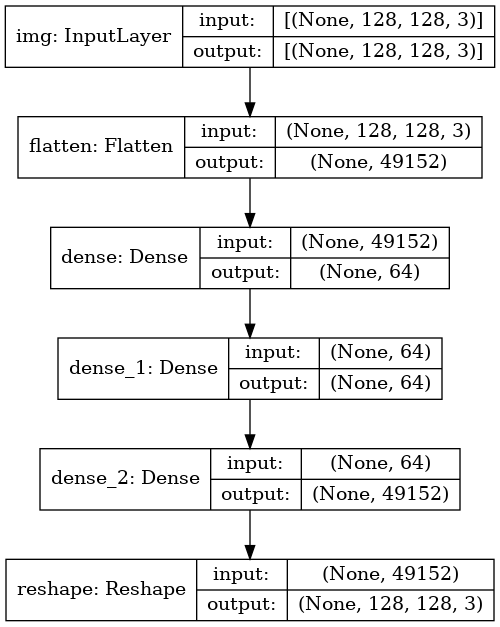 img: InputLayer
input: [(None, 128, 128, 3)]
output: [(None, 128, 128, 3)]
flatten: Flatten
input: (None, 128, 128, 3)
output: (None, 49152)
dense: Dense
input: (None, 49152)
output: (None, 64)
dense_1: Dense
input: (None, 64)
output: (None, 64)
dense_2: Dense
input: (None, 64)
output: (None, 49152)
reshape: Reshape
input: (None, 49152)
output: (None, 128, 128, 3)